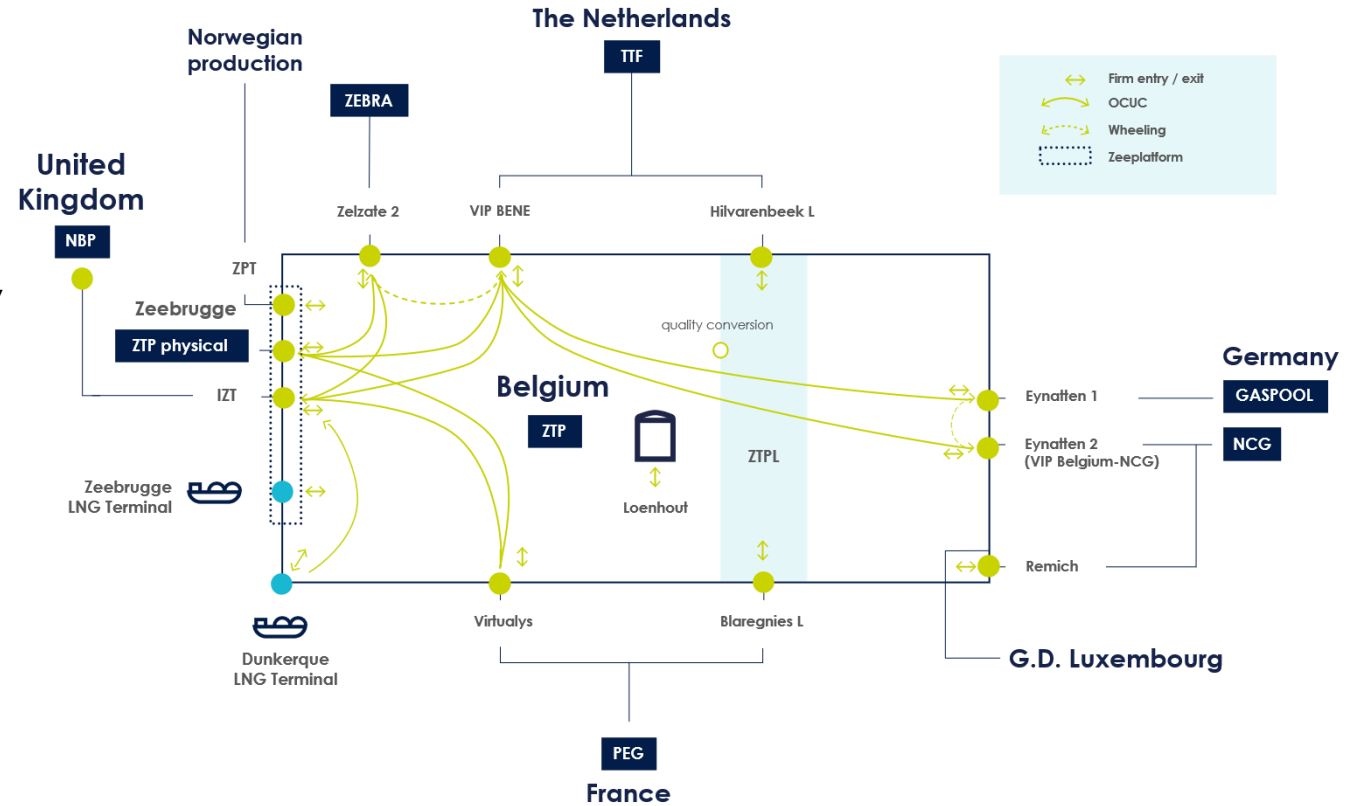 The Netherlands
TTF
Norwegian
production
ZEBRA
Firm entry / exit
OCUC
Wheeling
Zeeplatform
United
Kingdom
NBP
Zelzate 2
VIP BENE
Hilvarenbeek L
ZPT
Zeebrugge
ZTP physical
IZT
quality conversion
Belgium
ZTP
ZTPL
Loenhout
Germany
Eynatten 1
GASPOOL
Eynatten 2
(VIP Belgium-NCG)
NCG
Zeebrugge
LNG Terminal
Remich
Virtualys
Blaregnies L
Dunkerque
LNG Terminal
G.D. Luxembourg
PEG
France